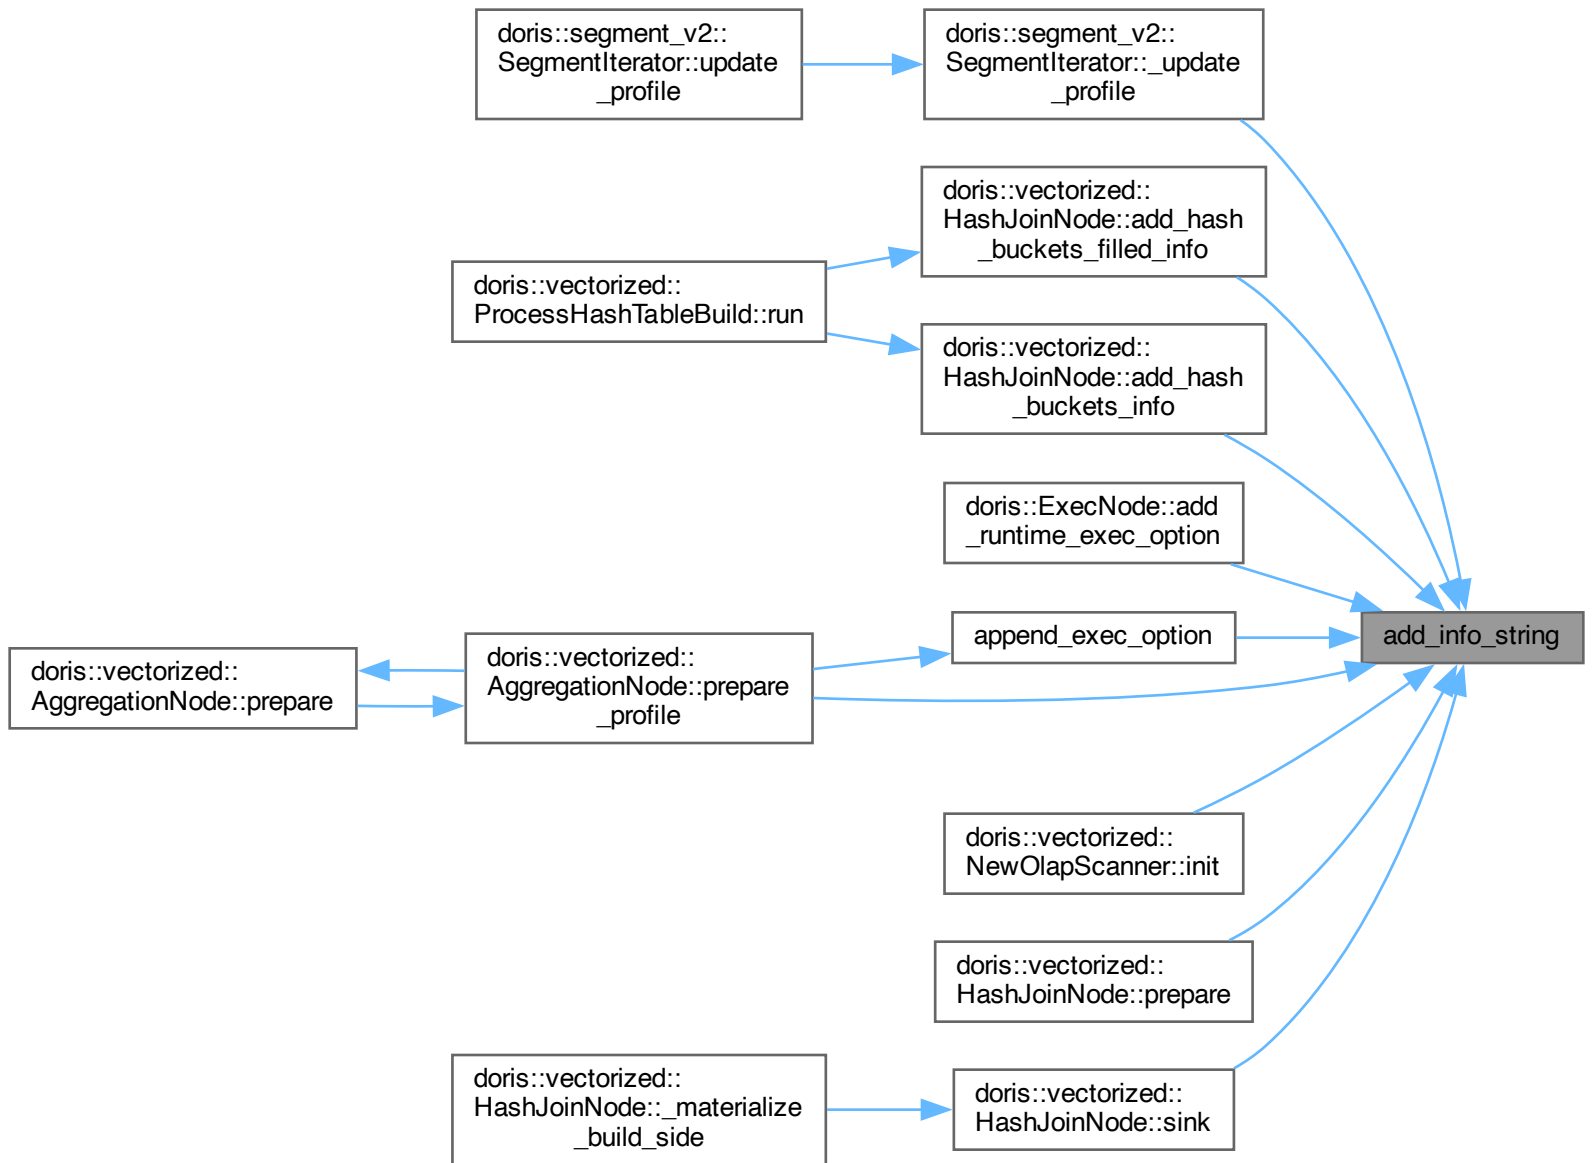 doris::segment_v2::
SegmentIterator::update
_profile
doris::segment_v2::
SegmentIterator::_update
_profile
doris::vectorized::
HashJoinNode::add_hash
_buckets_filled_info
doris::vectorized::
ProcessHashTableBuild::run
doris::vectorized::
HashJoinNode::add_hash
_buckets_info
doris::ExecNode::add
_runtime_exec_option
append_exec_option
add_info_string
doris::vectorized::
AggregationNode::prepare
doris::vectorized::
AggregationNode::prepare
_profile
doris::vectorized::
NewOlapScanner::init
doris::vectorized::
HashJoinNode::prepare
doris::vectorized::
HashJoinNode::_materialize
_build_side
doris::vectorized::
HashJoinNode::sink